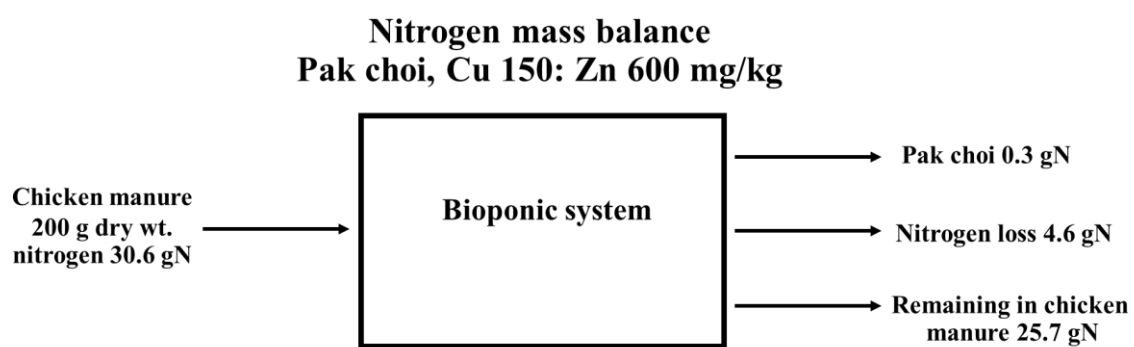 Nitrogen mass balance
Pak choi, Cu 150: Zn 600 mg/kg
Chicken manure
200 g dry wt.
nitrogen 30.6 gN
Bioponic system
Pak choi 0.3 gN
Nitrogen loss 4.6 gN
Remaining in chicken
manure 25.7 gN